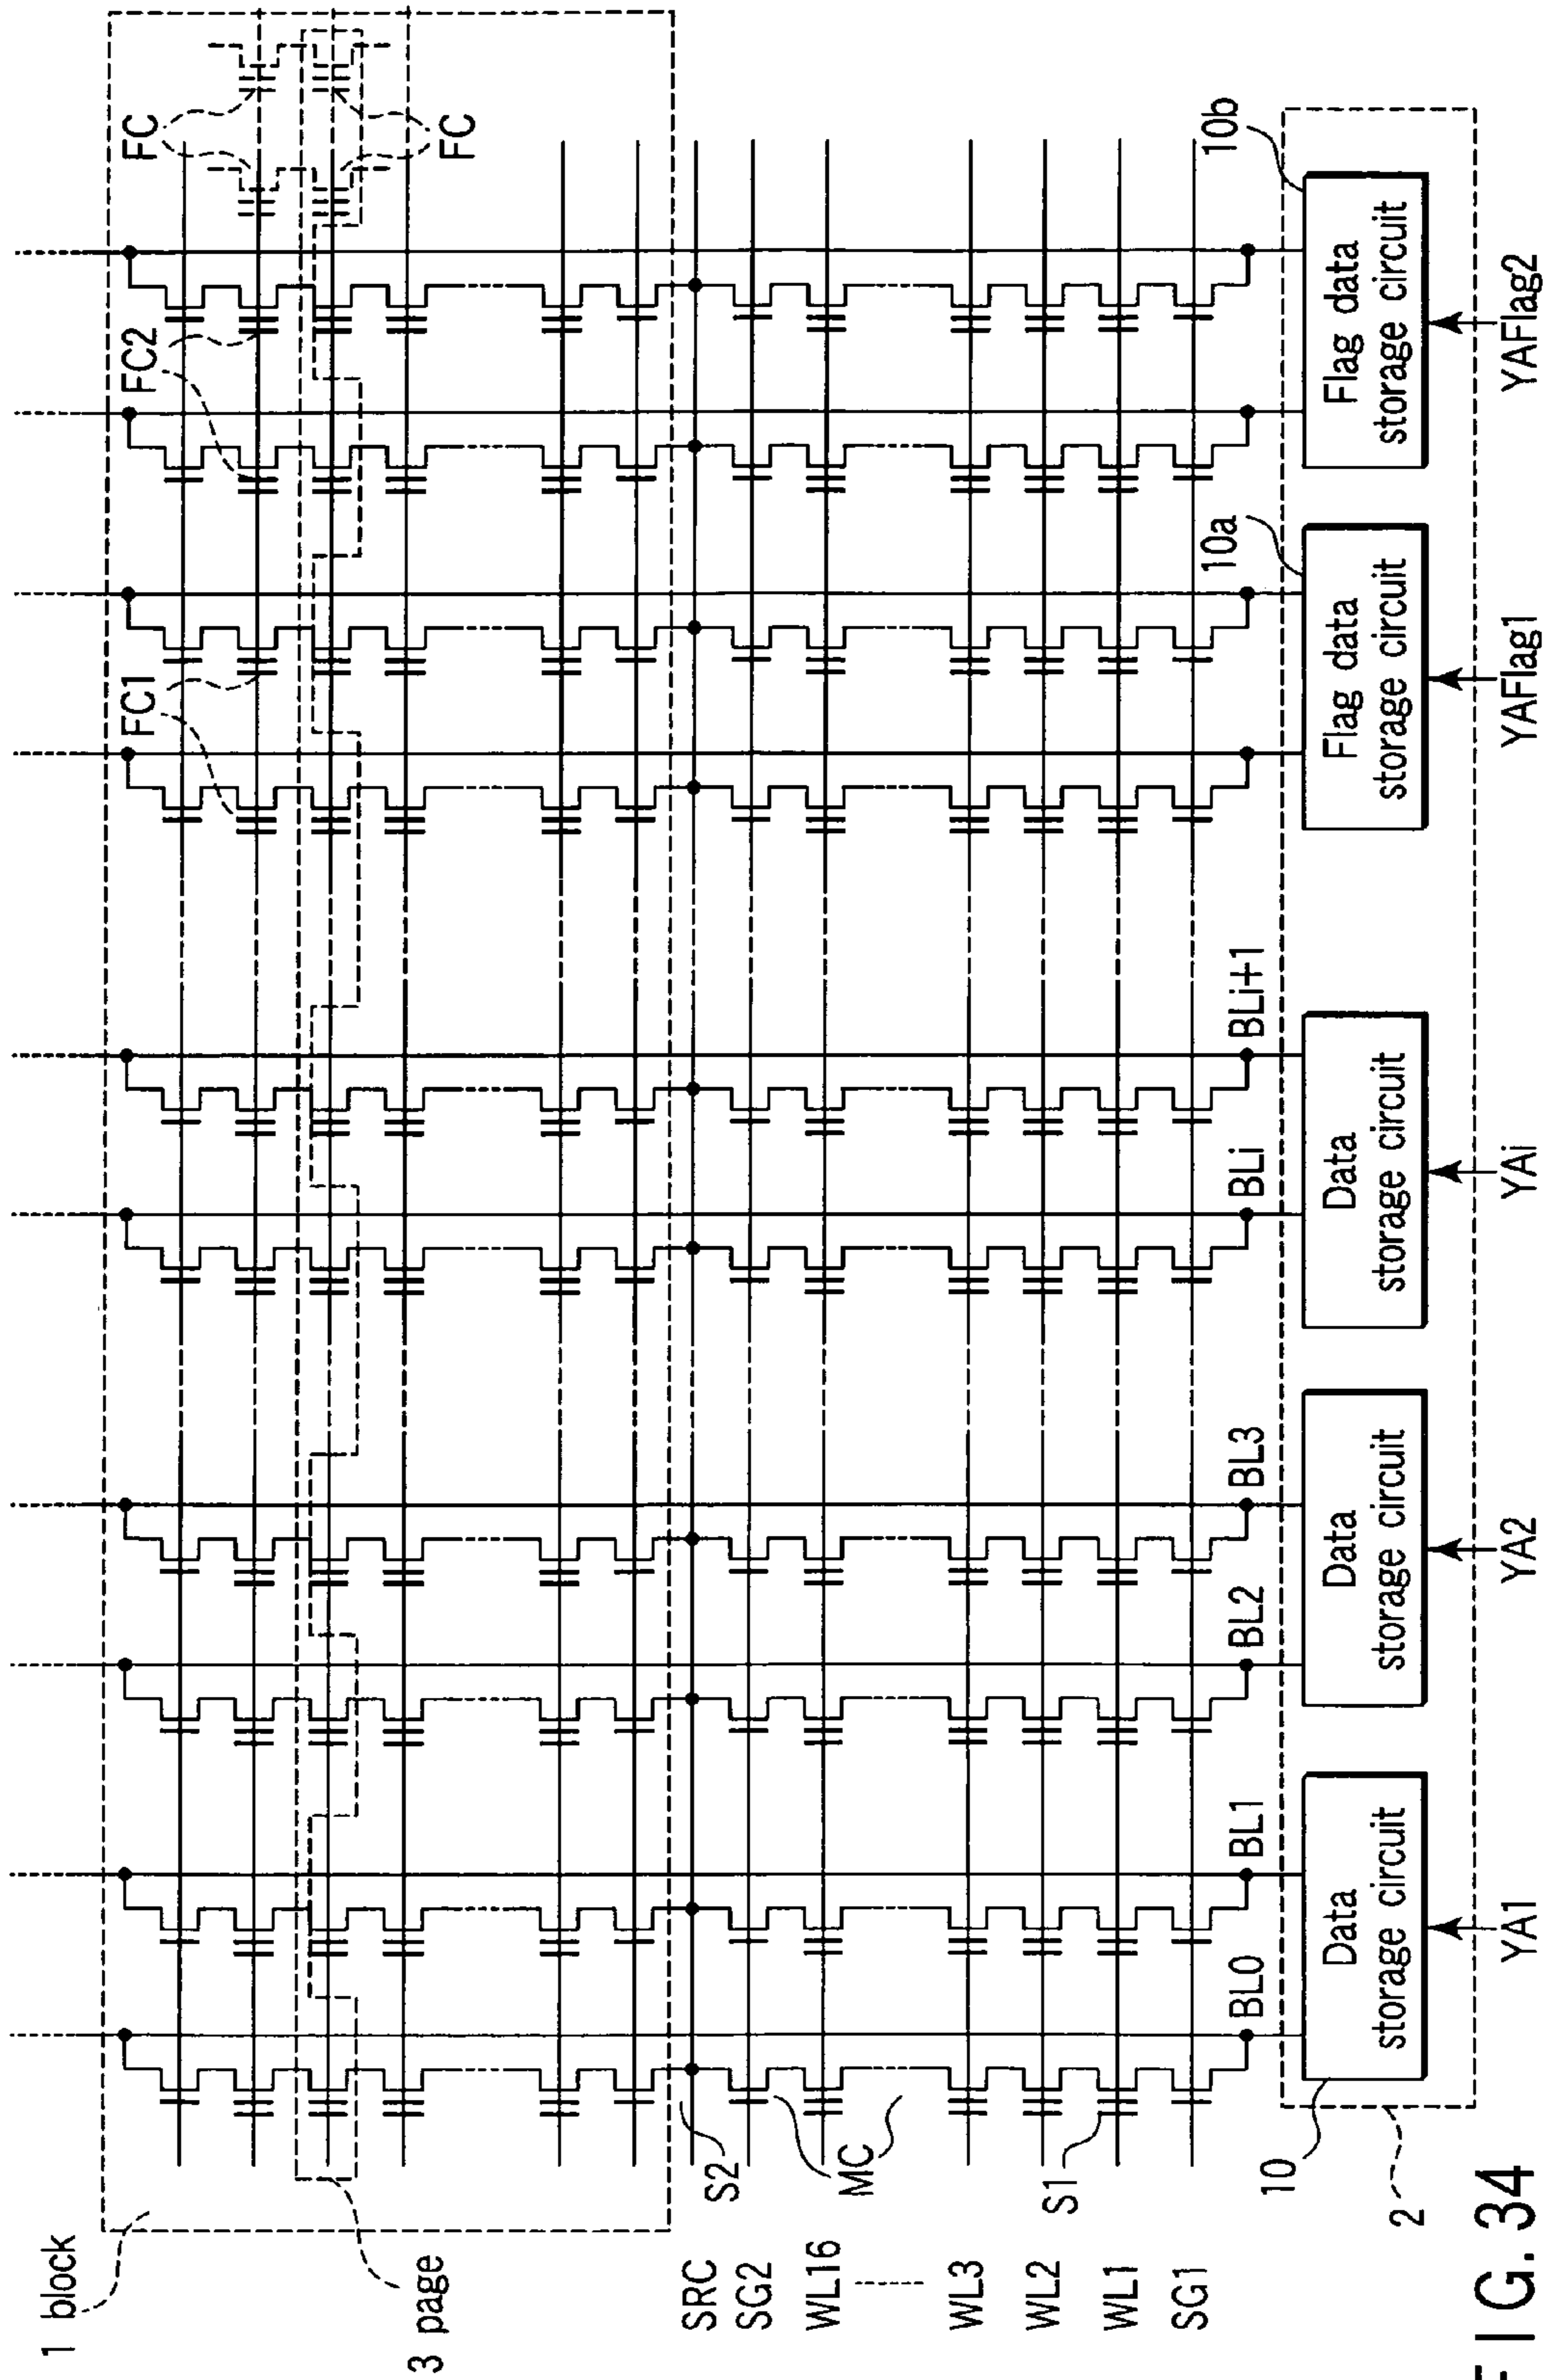 1 block
3 page
FC
FC
FC2
FC1
SRC
SG2
WL16
WL3
WL2
WL1
SG1
S2
MC
S1
BL0
BL1
BL2
BL3
BLi
BLi+1
10
2
10a
10b
Data
storage circuit
Data
storage circuit
Data
storage circuit
Flag data
storage circuit
Flag data
storage circuit
YA1
YA2
YAi
YAFlag1
YAFlag2
FIG. 34